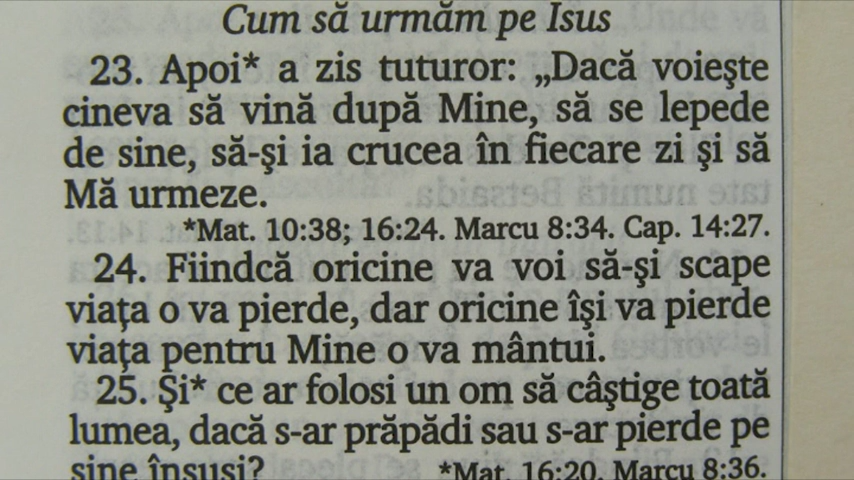 Cum să urmăm pe Isus
23. Apoi* a zis tuturor: „Dacă voieşte
cineva să vină după Mine, să se lepede
de sine, să-şi ia crucea în fiecare zi şi să
Mă urmeze.
*Mat. 10:38; 16:24. Marcu 8:34. Cap. 14:27.
24. Fiindcă oricine va voi să-şi scape
viaţa o va pierde, dar oricine îşi va pierde
viaţa pentru Mine o va mântui.
25. Şi* ce ar folosi un om să câştige toată
lumea, dacă s-ar prăpădi sau s-ar pierde pe
sine însuşi? *Mat. 16:20. Marcu 8:36.